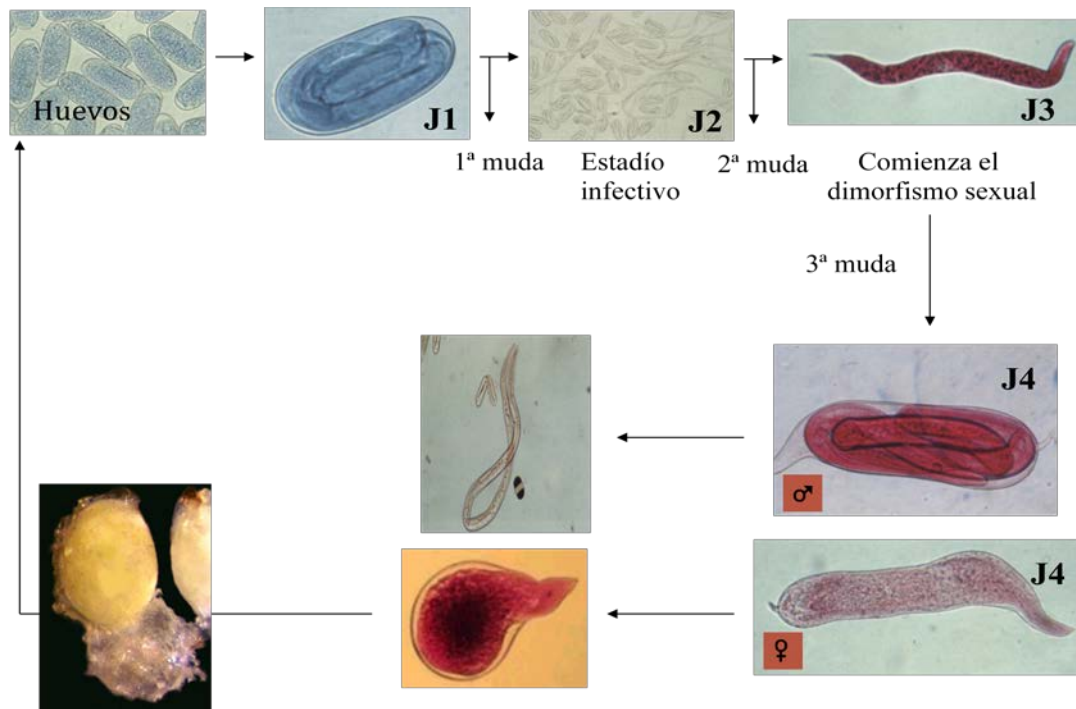 Huevos
J1
1ª muda
J2
Estadío
infectivo
2ª muda
J3
Comienza el
dimorfismo sexual
3ª muda
J4
♂
J4
♀